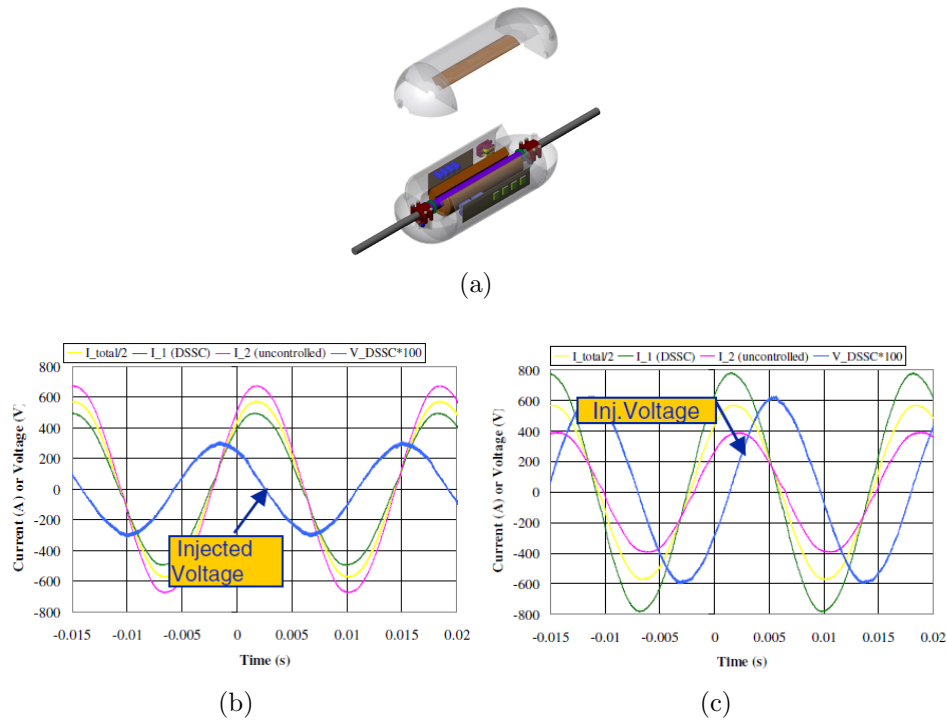 (a)
I_total/2 I_1 (DSSC) I_2 (uncontrolled) V_DSSC*100
Current (A) or Voltage (V)
800
600
400
200
0
-200
-400
-600
-800
Injected
Voltage
-0.015 -0.01 -0.005 0 0.005 0.01 0.015 0.02
Time (s)
(b)
I_total/2 I_1 (DSSC) I_2 (uncontrolled) V_DSSC*100
Current (A) or Voltage (V)
800
600
400
200
0
-200
-400
-600
-800
Inj.Voltage
-0.015 -0.01 -0.005 0 0.005 0.01 0.015 0.02
Time (s)
(c)